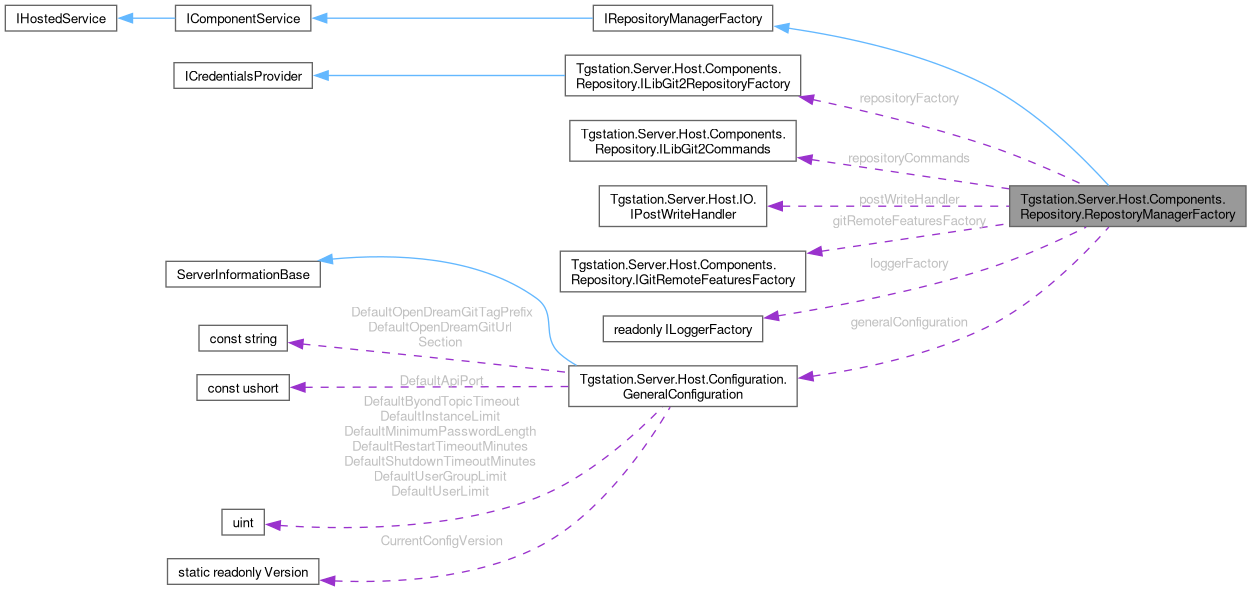 IHostedService
IComponentService
IRepositoryManagerFactory
ICredentialsProvider
Tgstation.Server.Host.Components.
Repository.ILibGit2RepositoryFactory
repositoryFactory
Tgstation.Server.Host.Components.
Repository.ILibGit2Commands
repositoryCommands
Tgstation.Server.Host.IO.
IPostWriteHandler
postWriteHandler
Tgstation.Server.Host.Components.
Repository.RepostoryManagerFactory
gitRemoteFeaturesFactory
Tgstation.Server.Host.Components.
Repository.IGitRemoteFeaturesFactory
loggerFactory
ServerInformationBase
readonly ILoggerFactory
generalConfiguration
DefaultOpenDreamGitTagPrefix
DefaultOpenDreamGitUrl
Section
const string
const ushort
DefaultApiPort
Tgstation.Server.Host.Configuration.
GeneralConfiguration
DefaultByondTopicTimeout
DefaultInstanceLimit
DefaultMinimumPasswordLength
DefaultRestartTimeoutMinutes
DefaultShutdownTimeoutMinutes
DefaultUserGroupLimit
DefaultUserLimit
uint
CurrentConfigVersion
static readonly Version